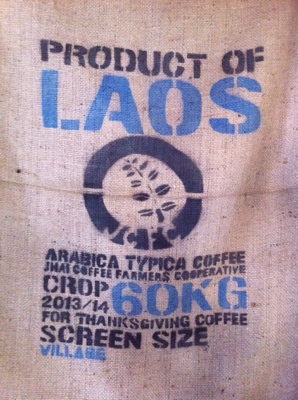 PRODUCT OF
LAOS
JCFC
ARABICA TYPICA COFFEE
JHAI COFFEE FARMERS COOPERATIVE
CROP
2013/14
60KG
FOR THANKSGIVING COFFEE
SCREEN SIZE
VILLAGE